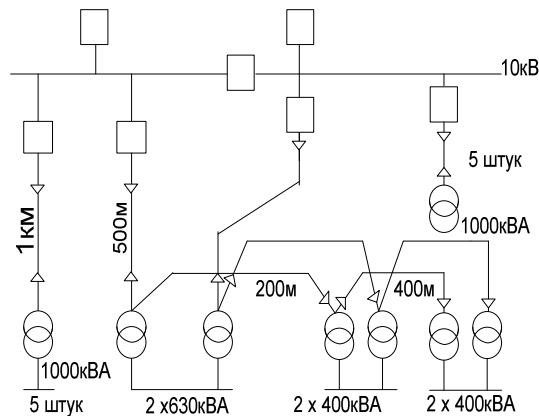 10кВ
5 штук
1000кВА
1км
500м
200м
400м
1000кВА
5 штук
2 х630кВА
2 х 400кВА
2 х 400кВА